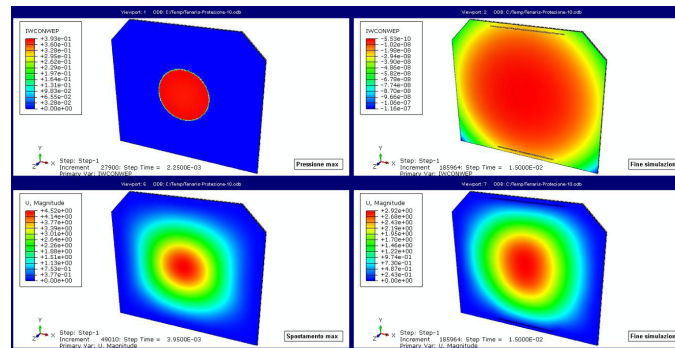 Viewport: 1     ODB: C:/Temp/Tenaris-Protezione-10.odb
IWCONWEP
+3.93e-01
+3.60e-01
+3.28e-01
+2.95e-01
+2.62e-01
+2.29e-01
+1.97e-01
+1.64e-01
+1.31e-01
+9.83e-02
+6.55e-02
+3.28e-02
+0.00e+00
Y
Z X
Step: Step-1
Increment 27900: Step Time = 2.2500E-03
Primary Var: IWCONWEP
Pressione max
Viewport: 2     ODB: C:/Temp/Tenaris-Protezione-10.odb
IWCONWEP
-5.53e-10
-1.02e-08
-1.98e-08
-2.94e-08
-3.90e-08
-4.86e-08
-5.82e-08
-6.78e-08
-7.74e-08
-8.70e-08
-9.66e-08
-1.06e-07
-1.16e-07
Y
Z X
Step: Step-1
Increment 185964: Step Time = 1.5000E-02
Primary Var: IWCONWEP
Fine simulazion
Viewport: 6     ODB: C:/Temp/Tenaris-Protezione-10.odb
U, Magnitude
+4.52e+00
+4.14e+00
+3.77e+00
+3.39e+00
+3.01e+00
+2.64e+00
+2.26e+00
+1.88e+00
+1.51e+00
+1.13e+00
+7.53e-01
+3.77e-01
+0.00e+00
Y
Z X
Step: Step-1
Increment 49010: Step Time = 3.9500E-03
Primary Var: U, Magnitude
Spostamento max
Viewport: 7     ODB: C:/Temp/Tenaris-Protezione-10.odb
U, Magnitude
+2.92e+00
+2.68e+00
+2.43e+00
+2.19e+00
+1.95e+00
+1.70e+00
+1.46e+00
+1.22e+00
+9.74e-01
+7.30e-01
+4.87e-01
+2.43e-01
+0.00e+00
Y
Z X
Step: Step-1
Increment 185964: Step Time = 1.5000E-02
Primary Var: U, Magnitude
Fine simulazion